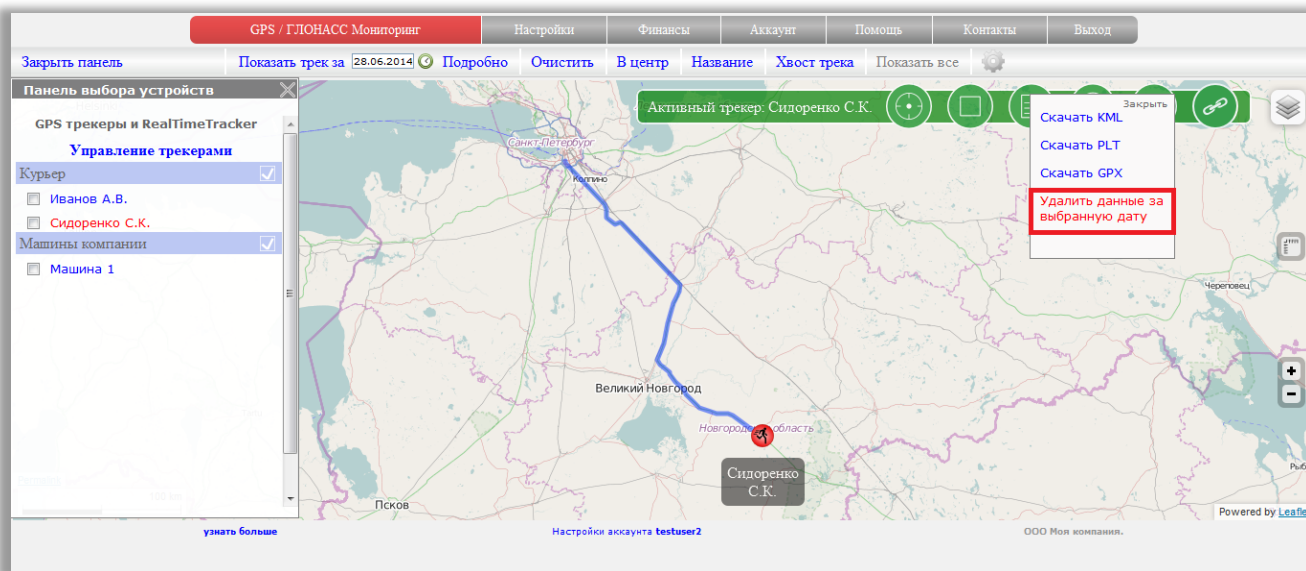 GPS / ГЛОНАСС Мониторинг
Настройки
Финансы
Аккаунт
Помощь
Контакты
Выход
Закрыть панель
Показать трек за 28.06.2014 Подробно
Очистить
В центр
Название
Хвост трека
Показать все
Панель выбора устройств
GPS трекеры и RealTimeTracker
Управление трекерами
Курьер
Иванов А.В.
Сидоренко С.К.
Машины компании
Машина 1
Активный трекер: Сидоренко С.К.
Закрыть
Скачать KML
Скачать PLT
Скачать GPX
Удалить данные за
выбранную дату
Санкт-Петербург
Колпино
Череповец
Великий Новгород
Новгородская область
Сидоренко
С.К.
Псков
Powered by Leafle
узнать больше
Настройки аккаунта testuser2
ООО Моя компания.